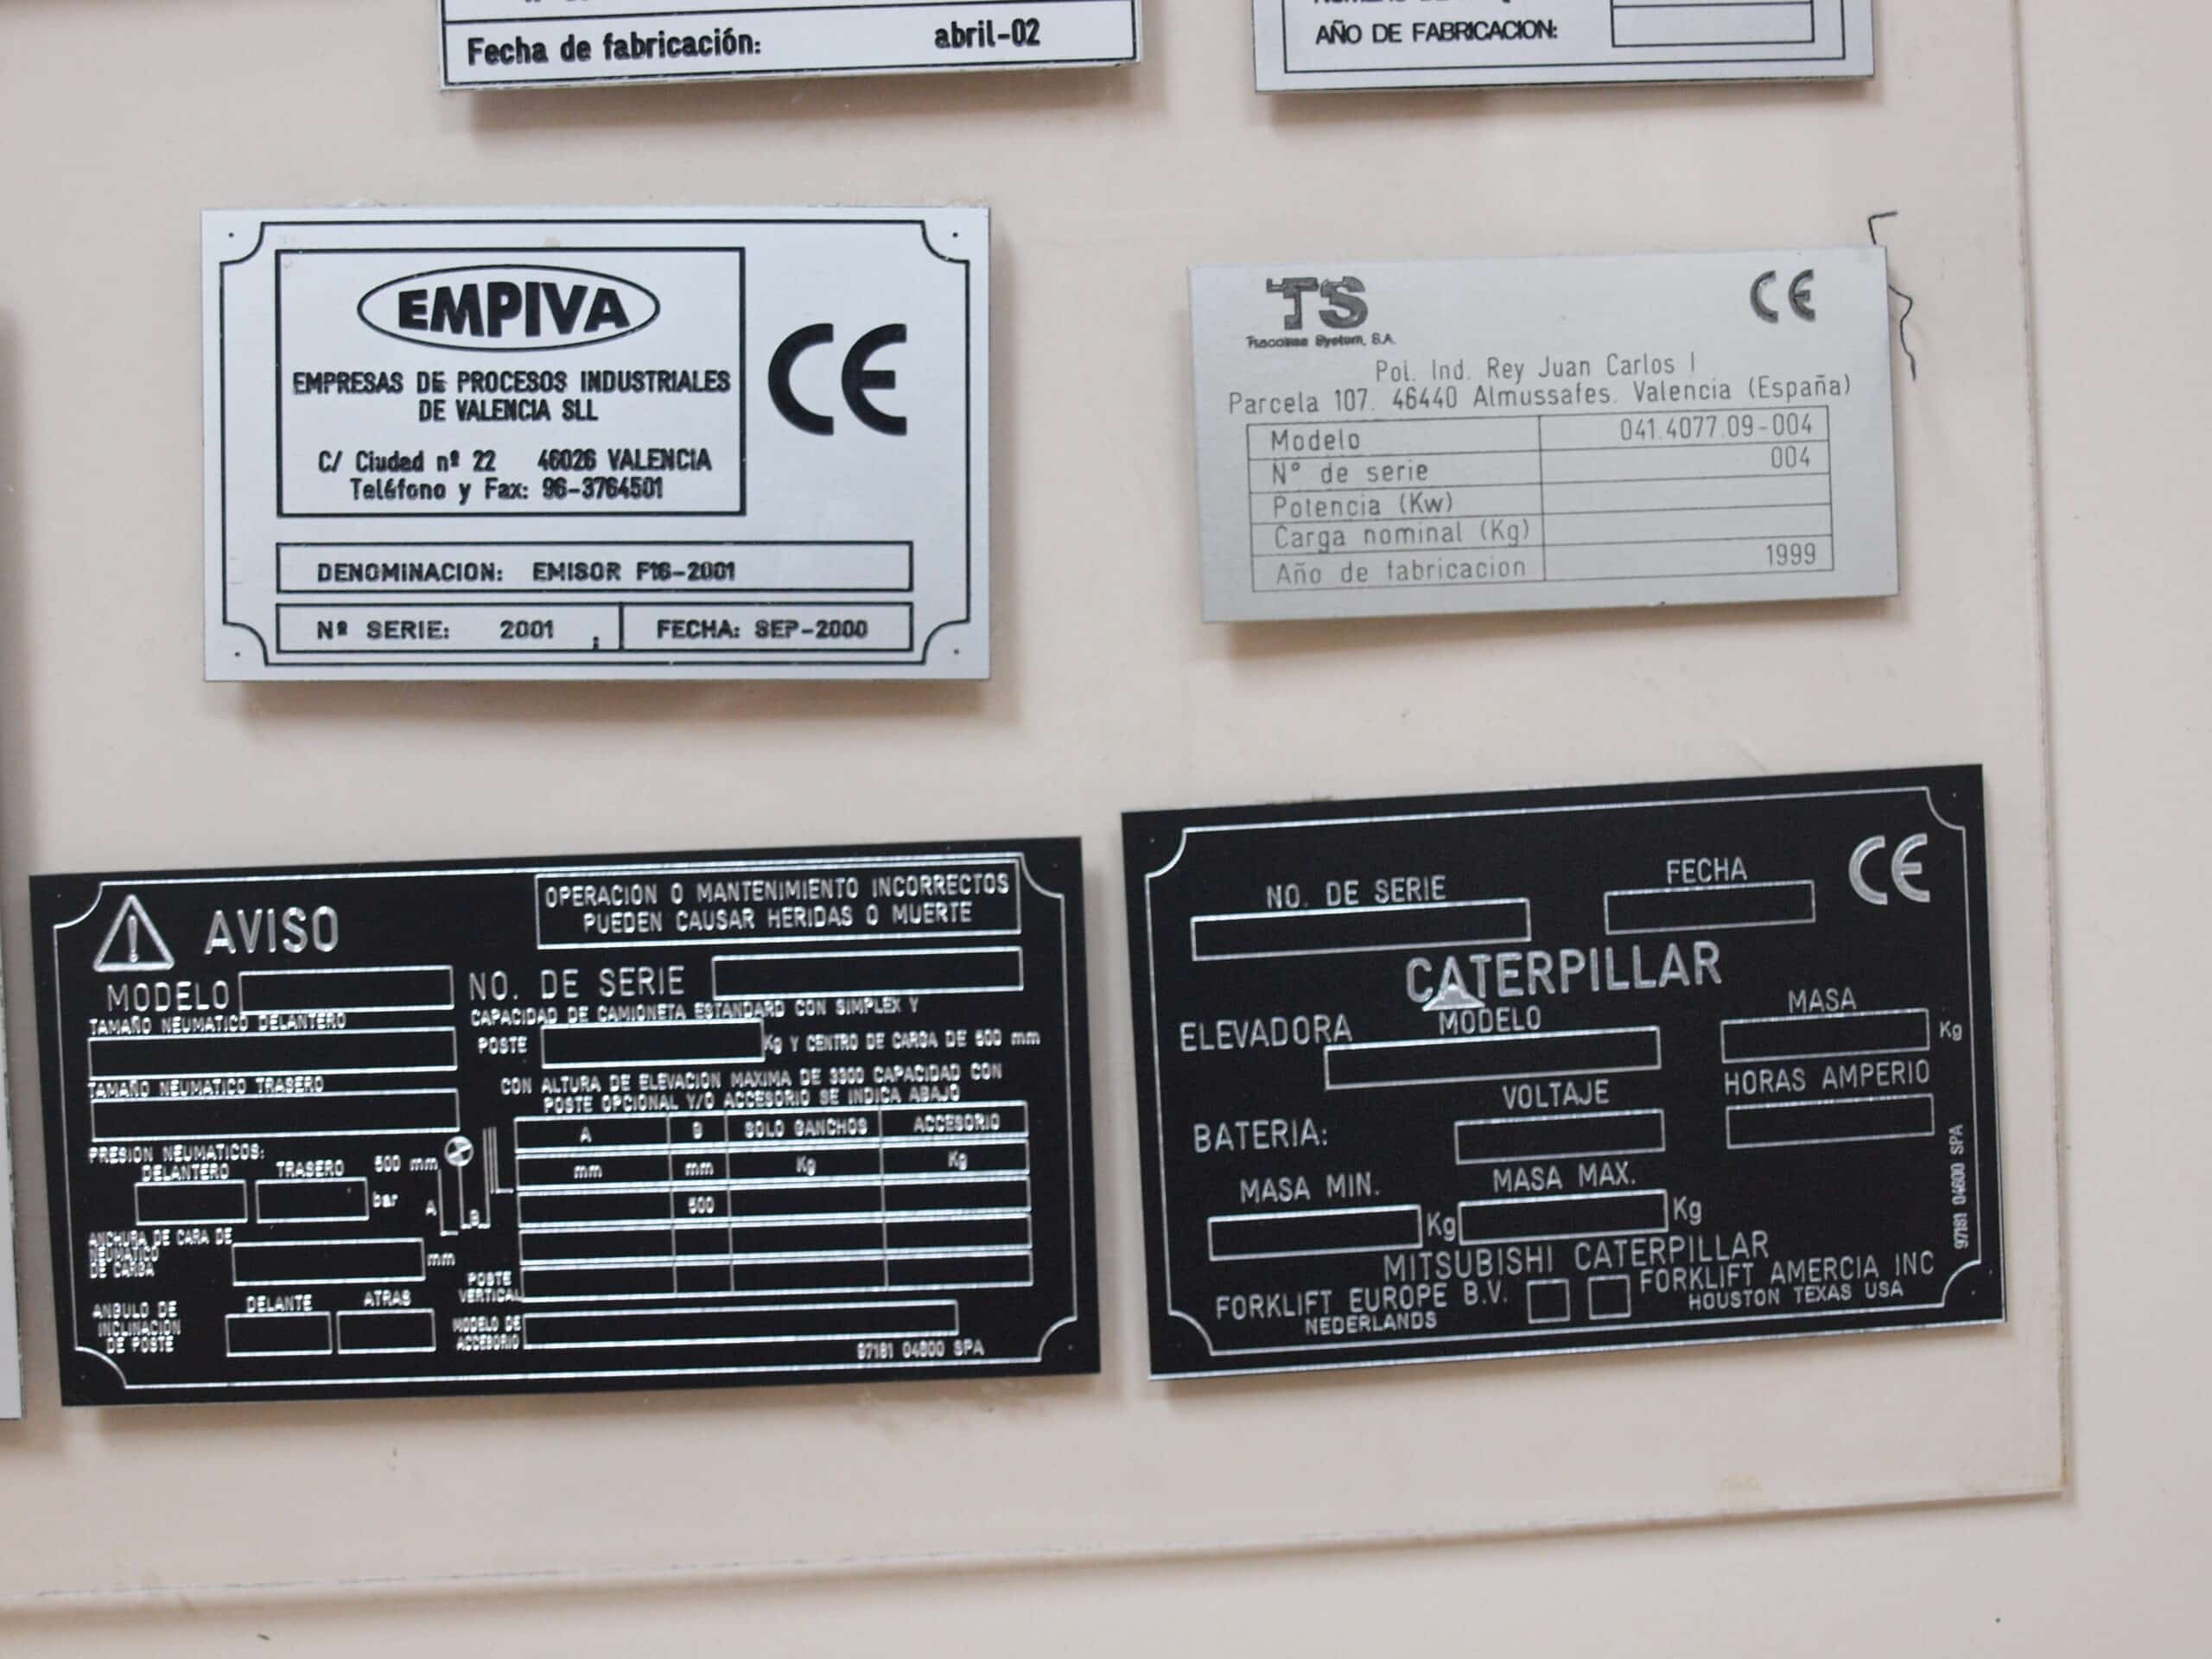 Fecha de fabricación: abril-02
AÑO DE FABRICACION:
EMPIVA
EMPRESAS DE PROCESOS INDUSTRIALES
DE VALENCIA SLL
C/ Ciuded nº 22 46026 VALENCIA
Teléfono y Fax: 96-3764501
CE
DENOMINACION: EMISOR F16-2001
Nº SERIE: 2001
FECHA: SEP-2000
TS
System, S.A.
CE
Pol. Ind. Rey Juan Carlos I
Parcela 107. 46440 Almussafes. Valencia (España)
Modelo 041.4077.09-004
Nº de serie 004
Potencia (Kw)
Carga nominal (Kg)
Año de fabricacion 1999
AVISO
OPERACION O MANTENIMIENTO INCORRECTOS
PUEDEN CAUSAR HERIDAS O MUERTE
MODELO
NO. DE SERIE
TAMAÑO NEUMATICO DELANTERO
TAMAÑO NEUMATICO TRASERO
PRESION NEUMATICOS:
DELANTERO TRASERO
bar
500 mm
A
B
ANCHURA DE CARA DE
NEUMATICO
DE CARGA
mm
ANGULO DE
INCLINACION
DE POSTE
DELANTE ATRAS
CAPACIDAD DE CAMIONETA ESTANDARD CON SIMPLEX Y
POSTE Kg Y CENTRO DE CARGA DE 500 mm
CON ALTURA DE ELEVACION MAXIMA DE 3300 CAPACIDAD CON
POSTE OPCIONAL Y/O ACCESORIO SE INDICA ABAJO
A B SOLO GANCHOS ACCESORIO
mm mm Kg Kg
500
POSTE
VERTICAL
MODELO DE
ACCESORIO
97181 04800 SPA
NO. DE SERIE
FECHA
CE
CATERPILLAR
ELEVADORA
MODELO
MASA
Kg
BATERIA:
VOLTAJE
HORAS AMPERIO
MASA MIN.
Kg
MASA MAX.
Kg
MITSUBISHI CATERPILLAR
FORKLIFT EUROPE B.V.
NEDERLANDS
FORKLIFT AMERCIA INC
HOUSTON TEXAS USA
97181 04600 SPA